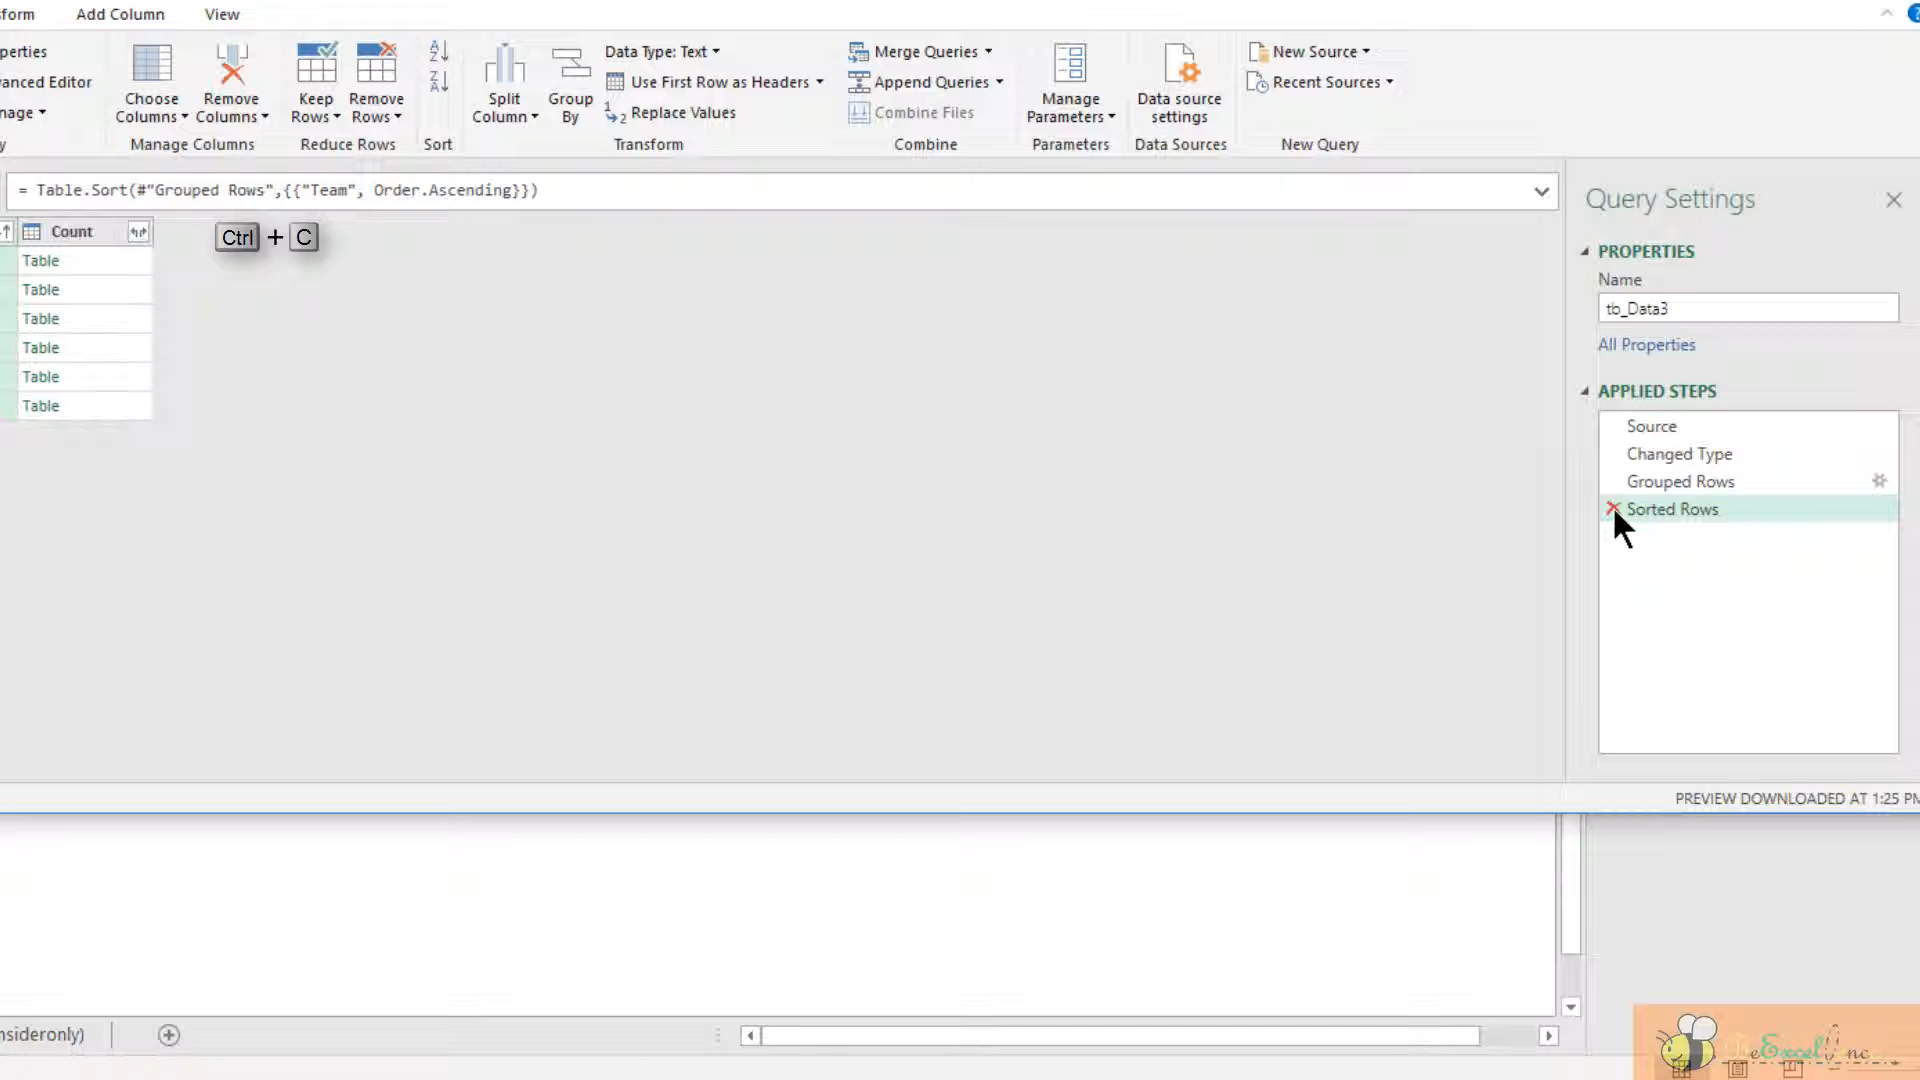 form Add Column View
perties
vanced Editor
nage
y
Choose Columns
Remove Columns
Manage Columns
Keep Rows
Remove Rows
Reduce Rows
Sort
Split Column
Group By
Data Type: Text
Use First Row as Headers
Replace Values
Transform
Merge Queries
Append Queries
Combine Files
Combine
Manage Parameters
Parameters
Data source settings
Data Sources
New Source
Recent Sources
New Query
= Table.Sort(#"Grouped Rows",{{"Team", Order.Ascending}})
Count
Ctrl + C
Table
Table
Table
Table
Table
Table
Query Settings
PROPERTIES
Name
tb_Data3
All Properties
APPLIED STEPS
Source
Changed Type
Grouped Rows
Sorted Rows
PREVIEW DOWNLOADED AT 1:25 PM
nsideronly)